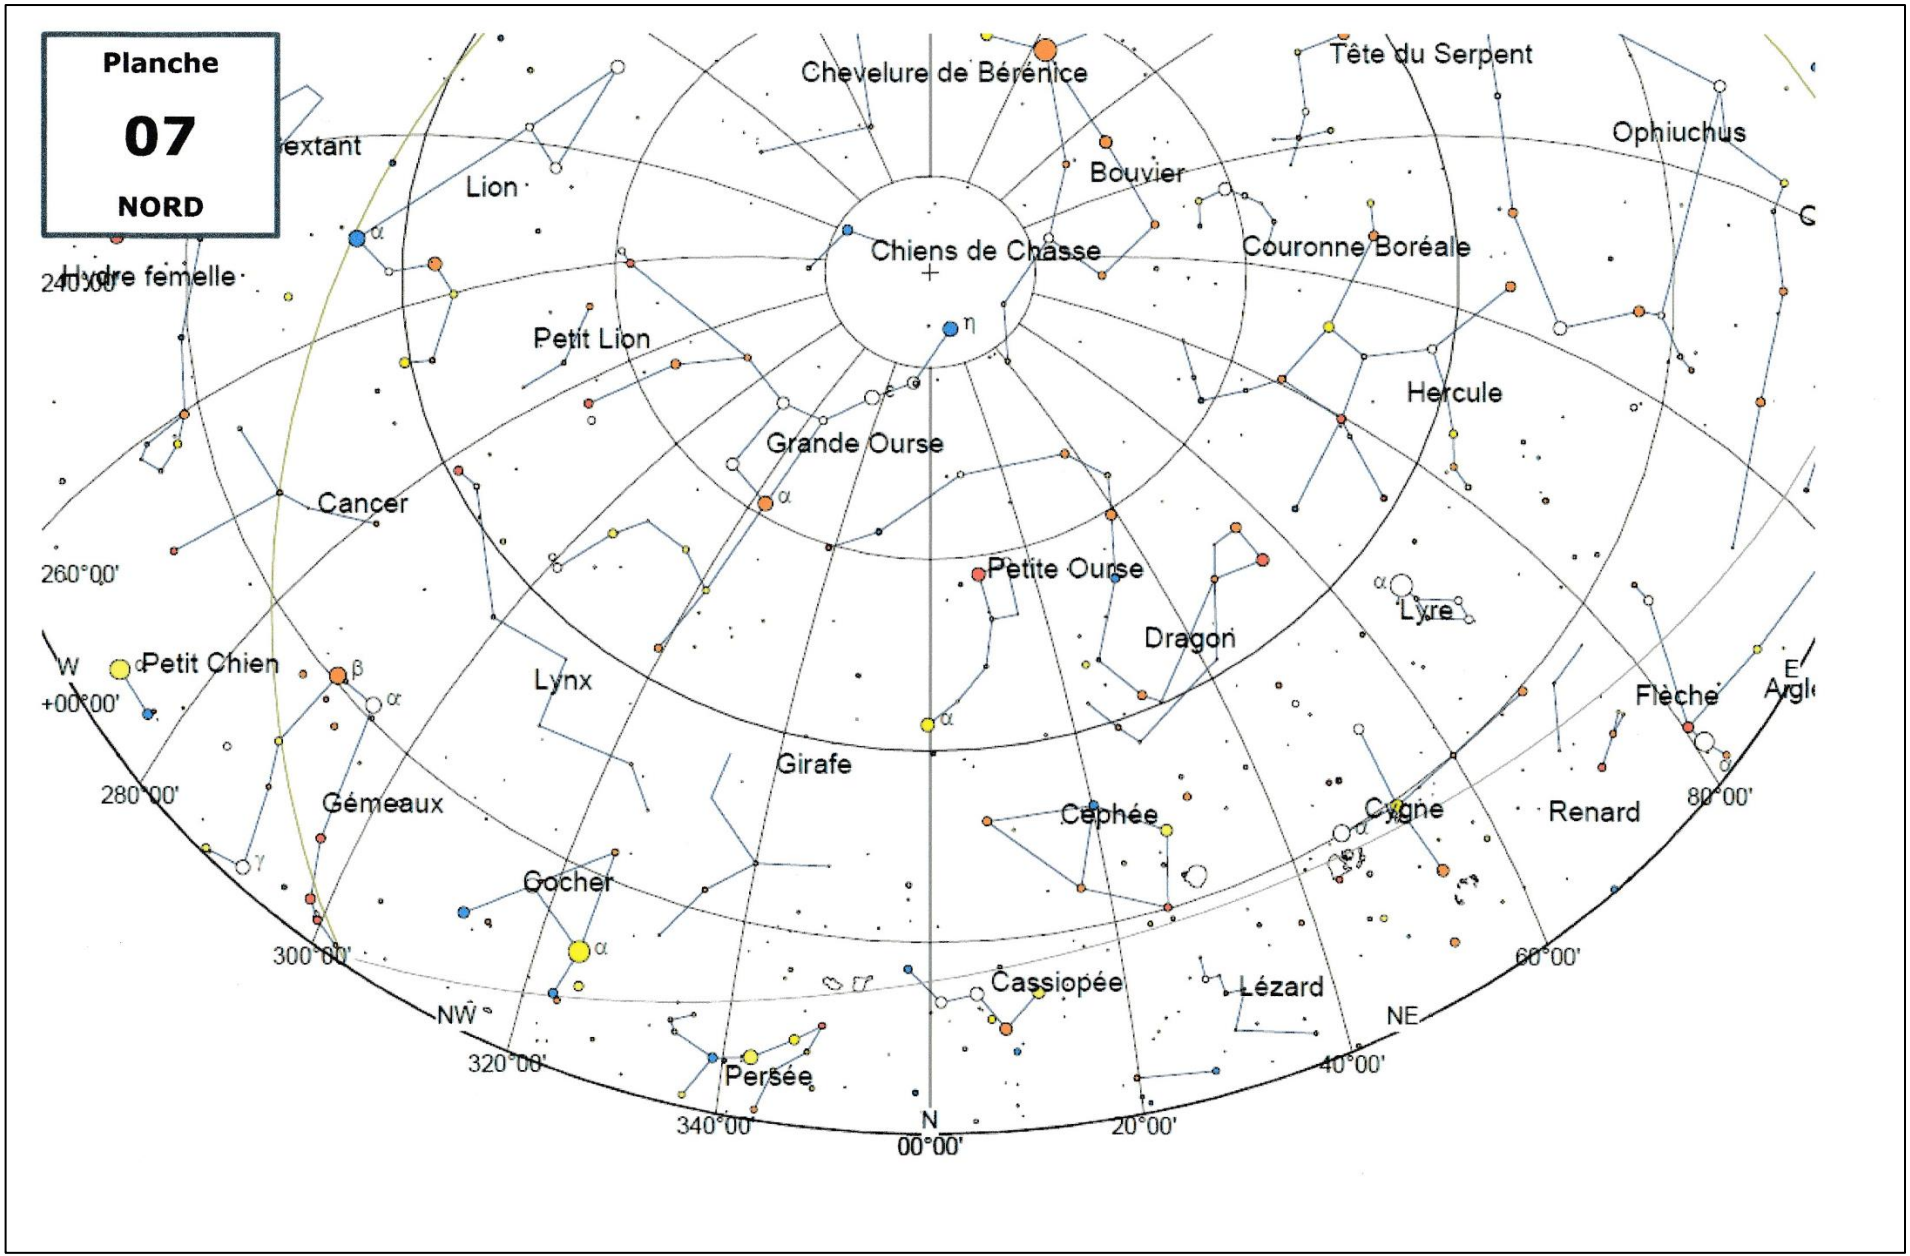 Planche
07
NORD
Chevelure de Bérénice
Tête du Serpent
Ophiuchus
extant
Lion
Bouvier
α
Chiens de Chasse
Couronne Boréale
Hydre femelle
240°00'
η
Petit Lion
Hercule
ε
Grande Ourse
Cancer
α
260°00'
Petite Ourse
α
Lyre
Dragon
W
α
Petit Chien
β
Lynx
E
+00°00'
α
Flèche
Aigle
α
Girafe
α
280°00'
80°00'
Gémeaux
Céphée
Cygne
Renard
α
γ
Cocher
α
300°00'
60°00'
Cassiopée
Lézard
NW
NE
320°00'
40°00'
Persée
340°00'
N
20°00'
00°00'